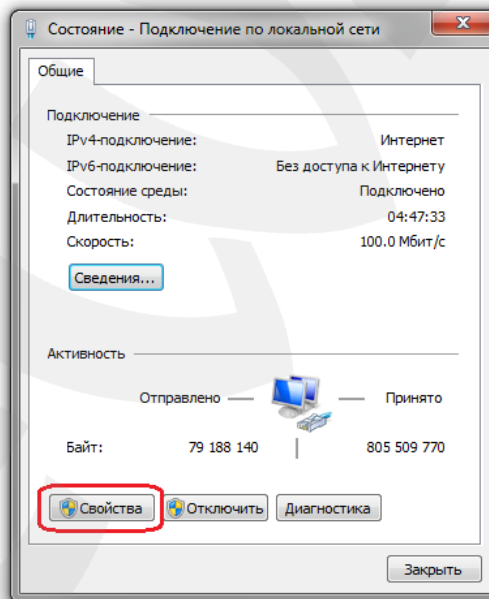 Состояние - Подключение по локальной сети
Общие
Подключение
IPv4-подключение: Интернет
IPv6-подключение: Без доступа к Интернету
Состояние среды: Подключено
Длительность: 04:47:33
Скорость: 100.0 Мбит/с
Сведения...
Активность
Отправлено Принято
Байт: 79 188 140 805 509 770
Свойства Отключить Диагностика
Закрыть